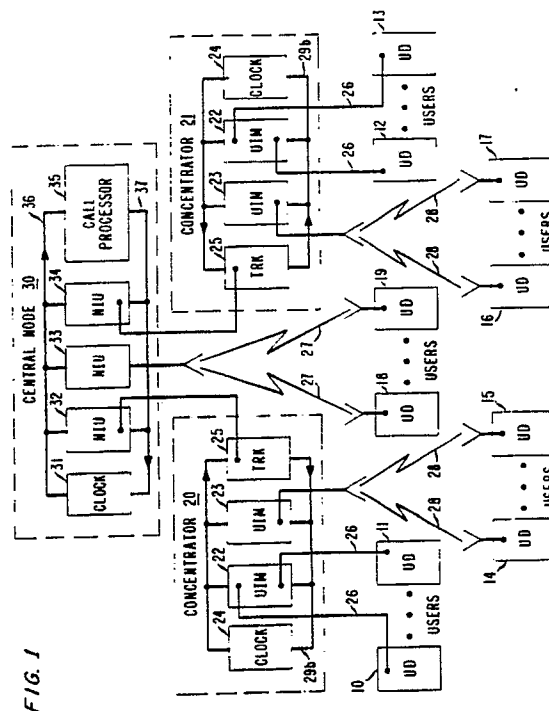 FIG. 1
CENTRAL NODE 30
31 32 33 34 35 36
CLOCK NIU NIU NIU CALL PROCESSOR
37
CONCENTRATOR 20
24 22 23 25
CLOCK UIM UIM TRK
29b
CONCENTRATOR 21
25 23 22 24
TRK UIM UIM CLOCK
29b
26 26
27 27
26 26
10 11
UD ••• UD
USERS
18 19
UD ••• UD
USERS
12 13
UD ••• UD
USERS
28 28
28 28
14 15
UD ••• UD
USERS
16 17
UD ••• UD
USERS